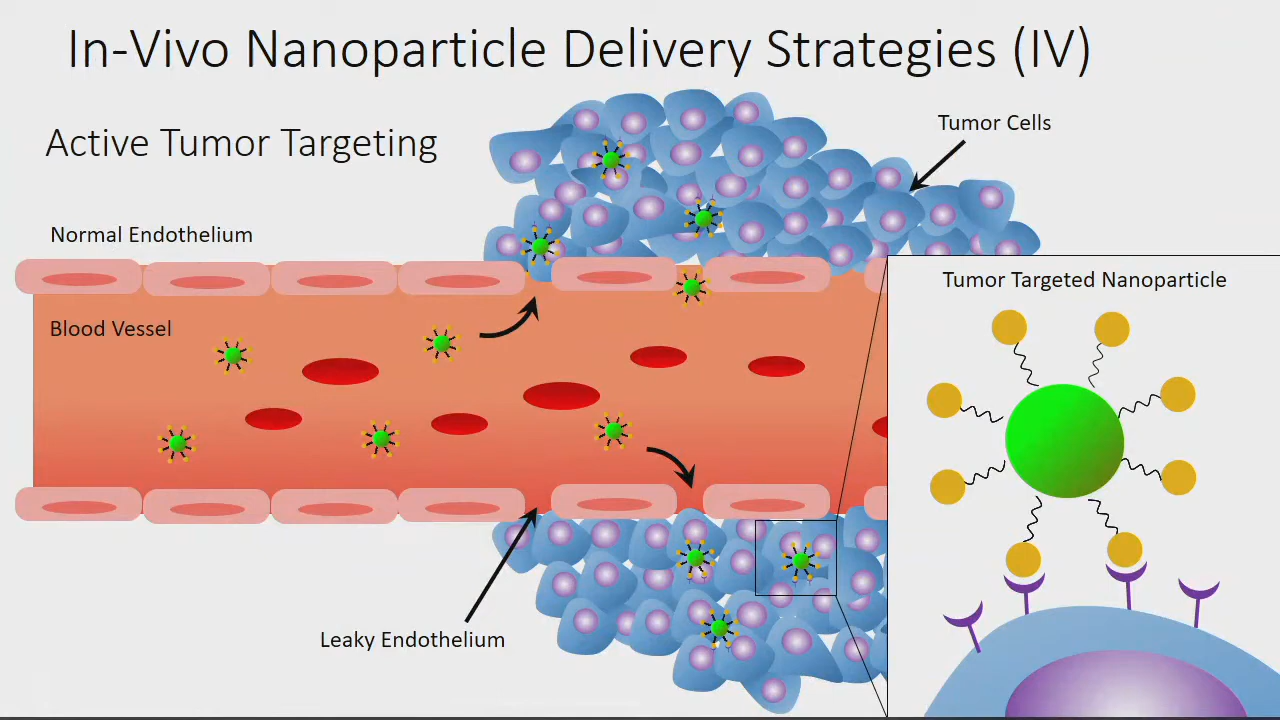 In-Vivo Nanoparticle Delivery Strategies (IV)
Active Tumor Targeting
Tumor Cells
Normal Endothelium
Tumor Targeted Nanoparticle
Blood Vessel
Leaky Endothelium